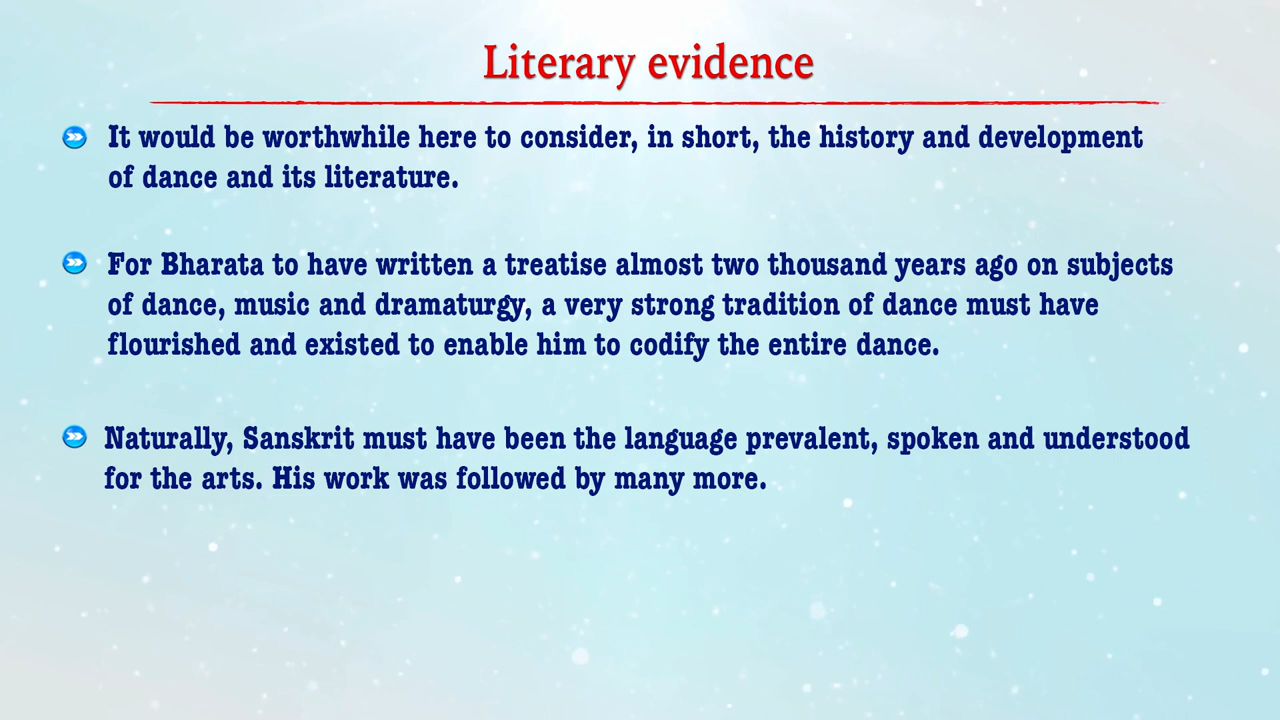 Literary evidence
It would be worthwhile here to consider, in short, the history and development
of dance and its literature.
For Bharata to have written a treatise almost two thousand years ago on subjects
of dance, music and dramaturgy, a very strong tradition of dance must have
flourished and existed to enable him to codify the entire dance.
Naturally, Sanskrit must have been the language prevalent, spoken and understood
for the arts. His work was followed by many more.